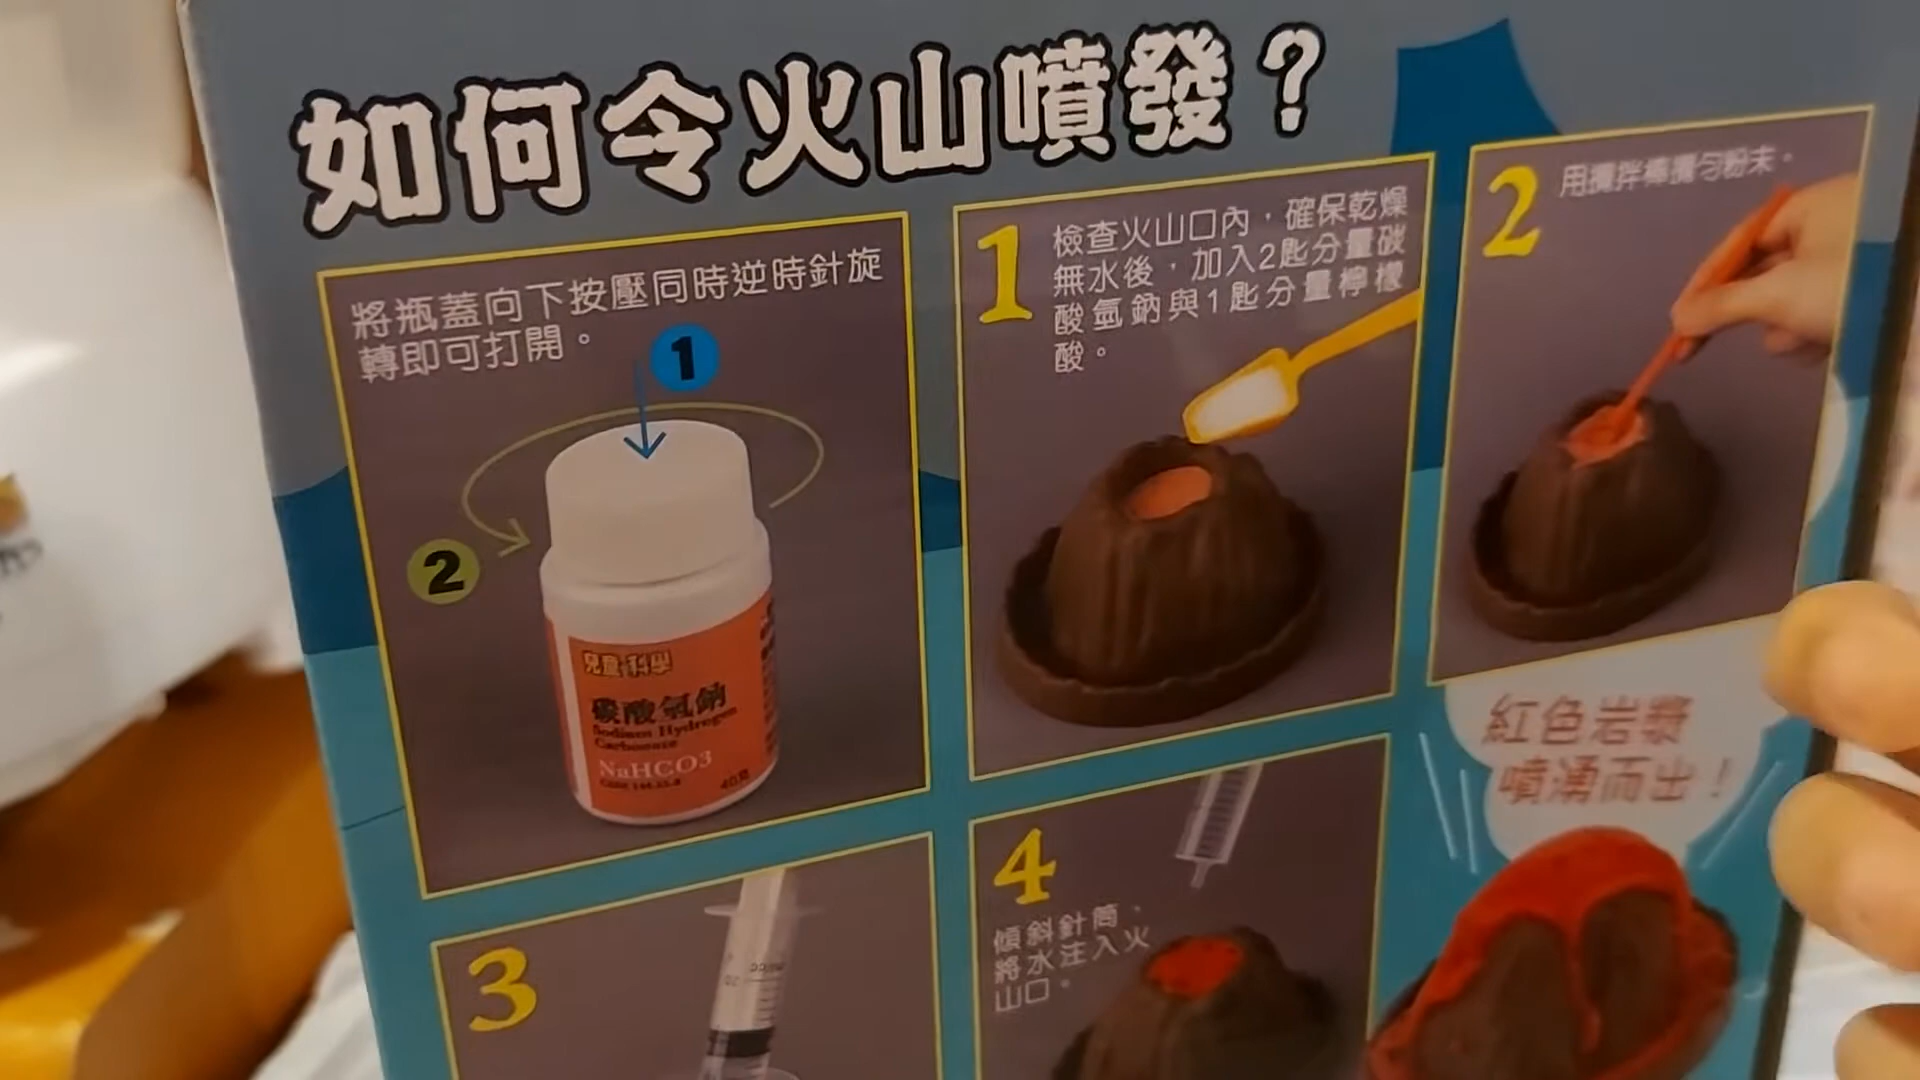 如何令火山噴發？
將瓶蓋向下按壓同時逆時針旋
轉即可打開。
1
2
兒童科學
碳酸氫鈉
Sodium Hydrogen
Carbonate
NaHCO3
40克
1
檢查火山口內，確保乾燥
無水後，加入2匙分量碳
酸氫鈉與1匙分量檸檬
酸。
2
用攪拌棒攪勻粉末。
3
4
傾斜針筒，
將水注入火
山口。
紅色岩漿
噴湧而出！